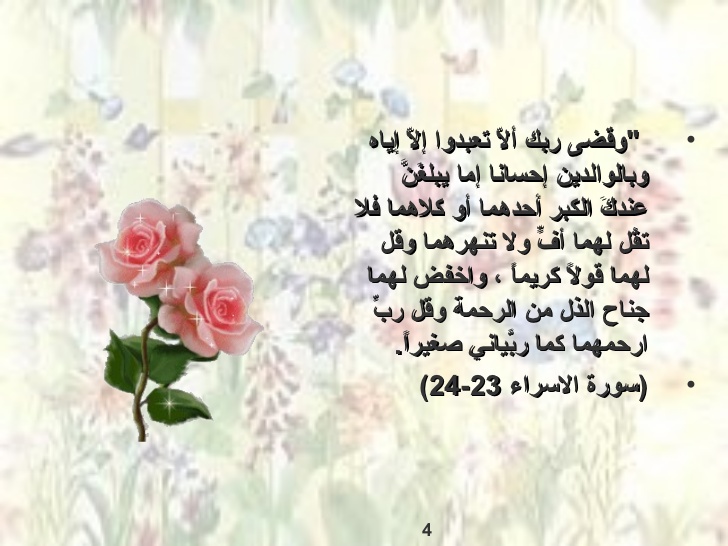 • "وقضى ربك ألاَّ تعبدوا إلاَّ إياه
وبالوالدين إحسانا إما يبلغَنَّ
عندكَ الكبر أحدهما أو كلاهما فلا
تقُل لهما أفٍّ ولا تنهرهما وقل
لهما قولاً كريماً ، واخفض لهما
جناح الذل من الرحمة وقل ربِّ
ارحمهما كما ربَّياني صغيراً.
• (سورة الاسراء 23-24)
4